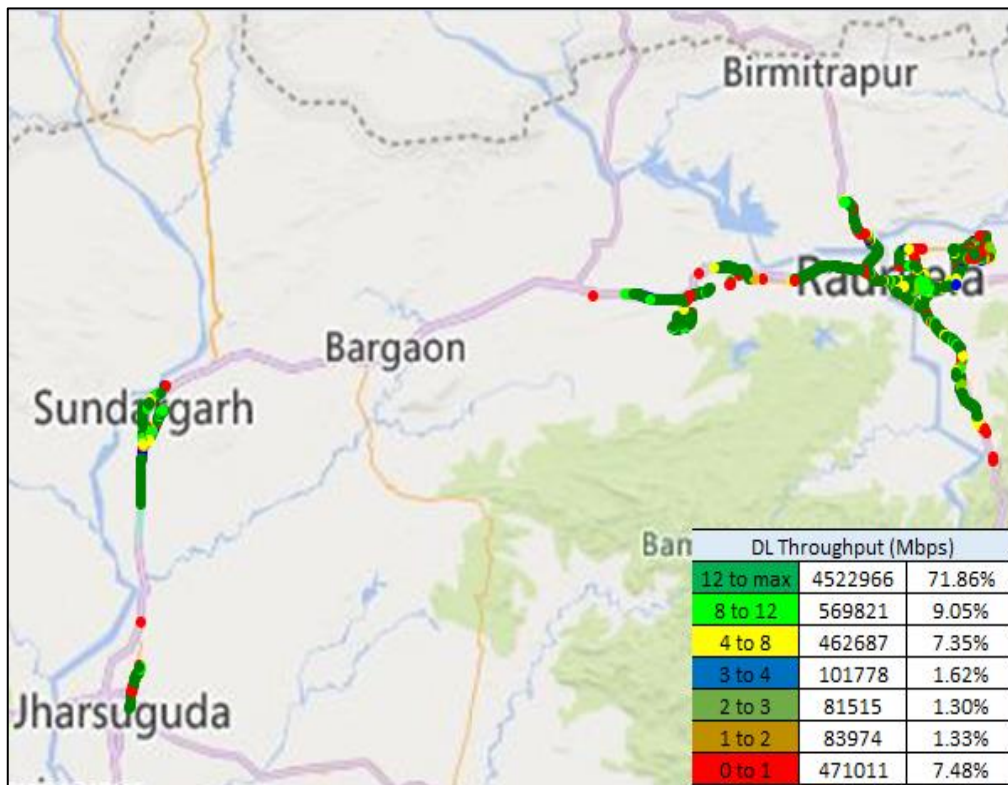 Birmitrapur
Bargaon
Sundargarh
Bam
Jharsuguda
DL Throughput (Mbps)
12 to max 4522966 71.86%
8 to 12 569821 9.05%
4 to 8 462687 7.35%
3 to 4 101778 1.62%
2 to 3 81515 1.30%
1 to 2 83974 1.33%
0 to 1 471011 7.48%